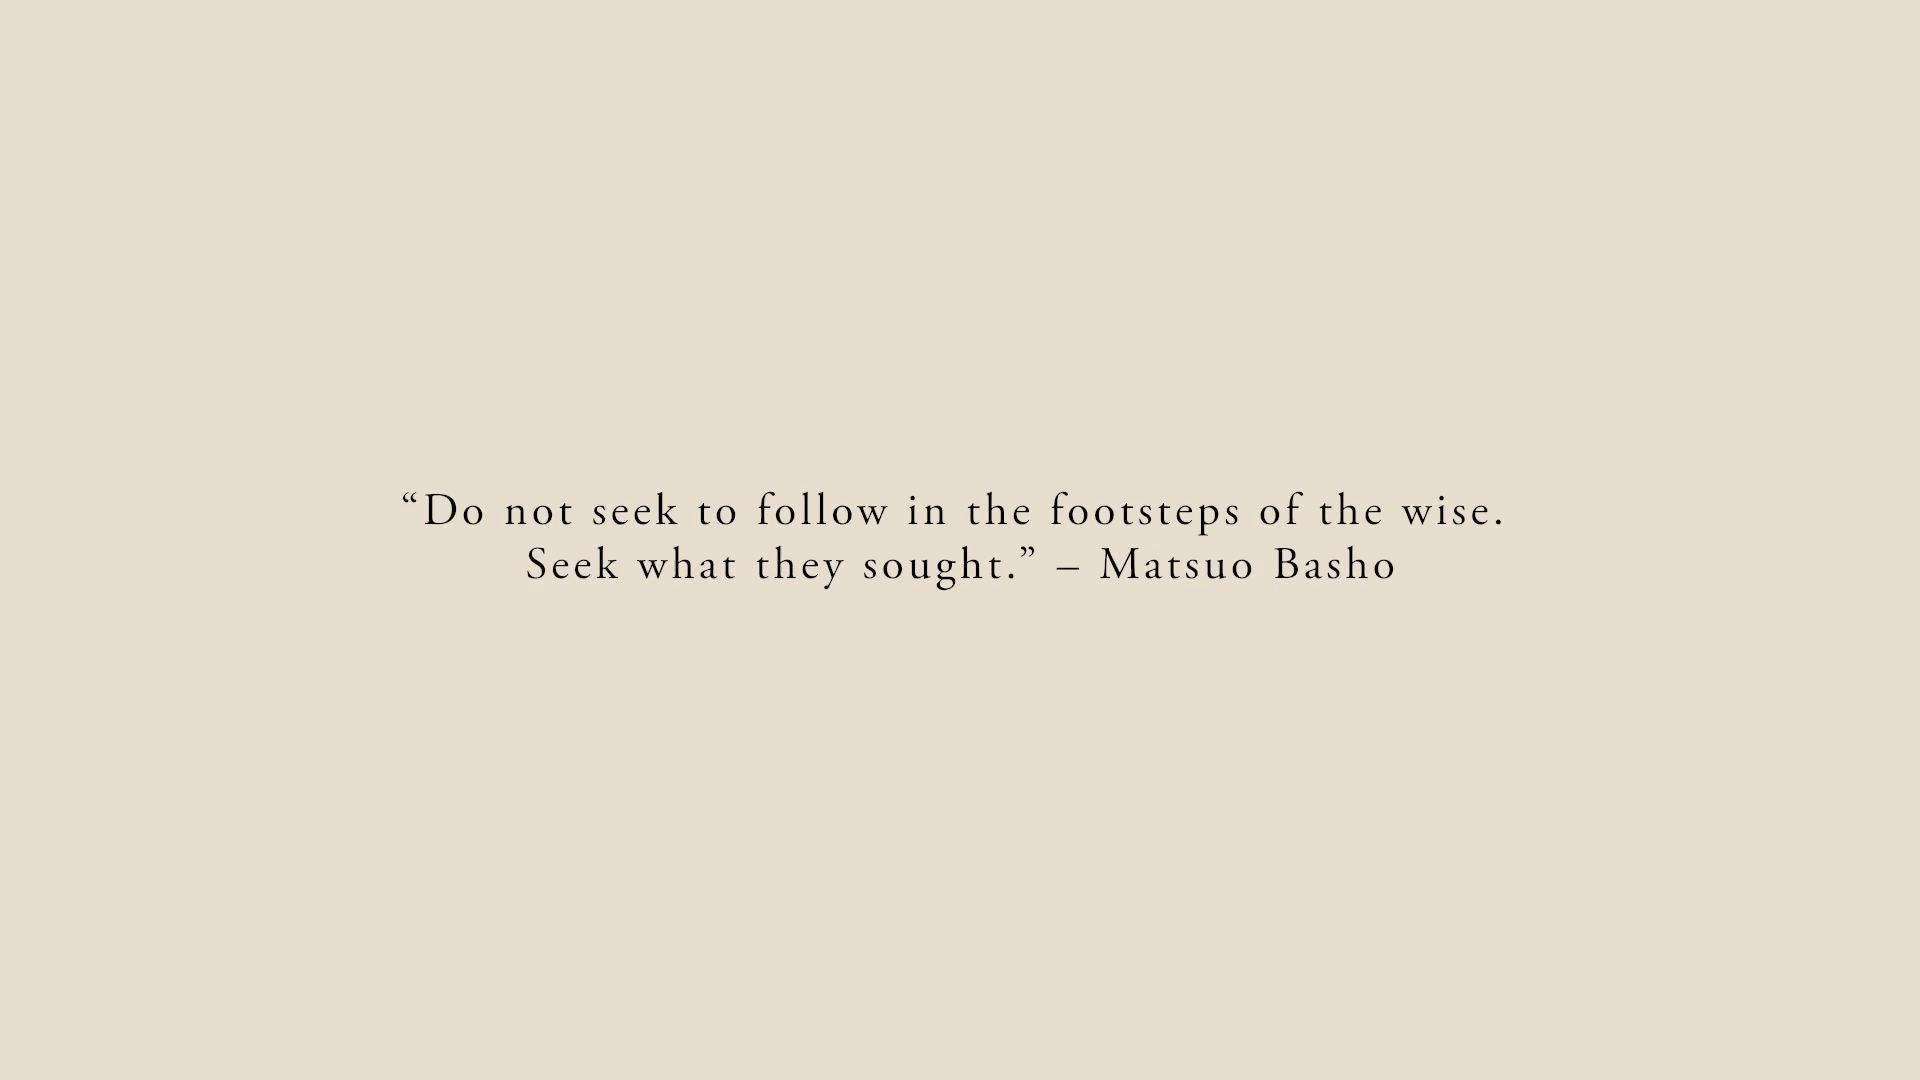 “Do not seek to follow in the footsteps of the wise.
Seek what they sought.” – Matsuo Basho